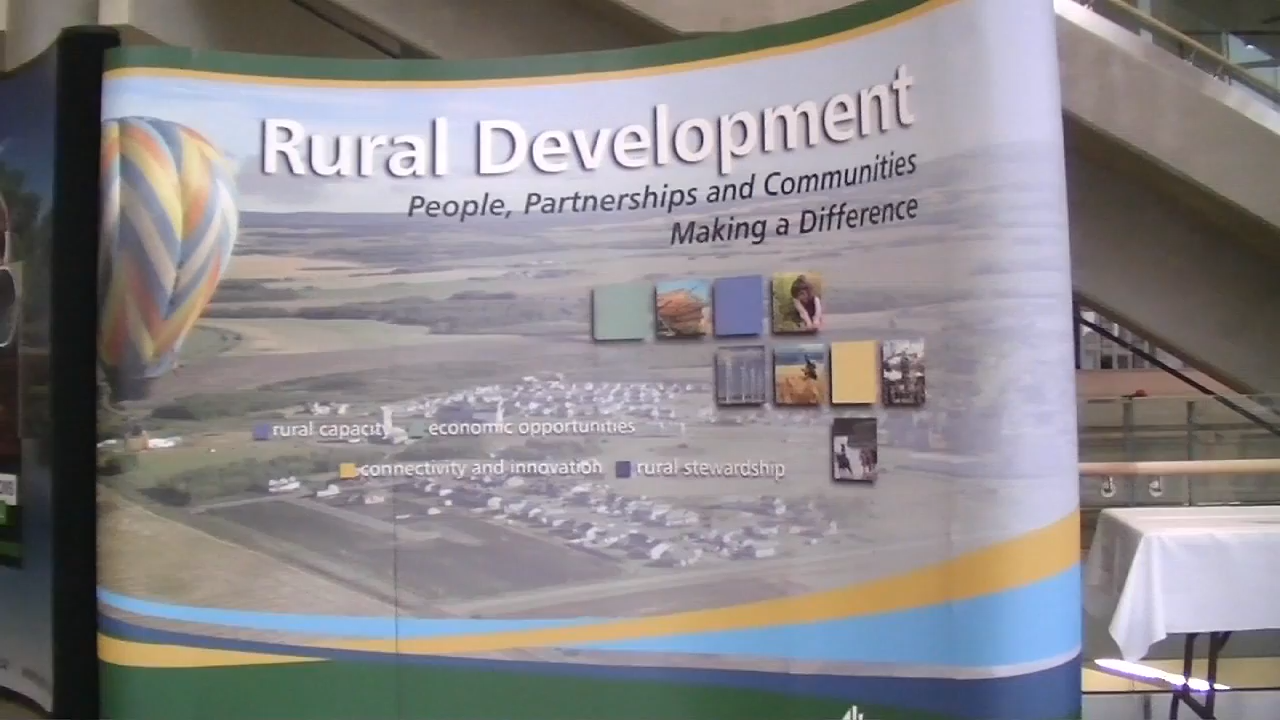 Rural Development
People, Partnerships and Communities
Making a Difference
rural capacity economic opportunities
connectivity and innovation rural stewardship